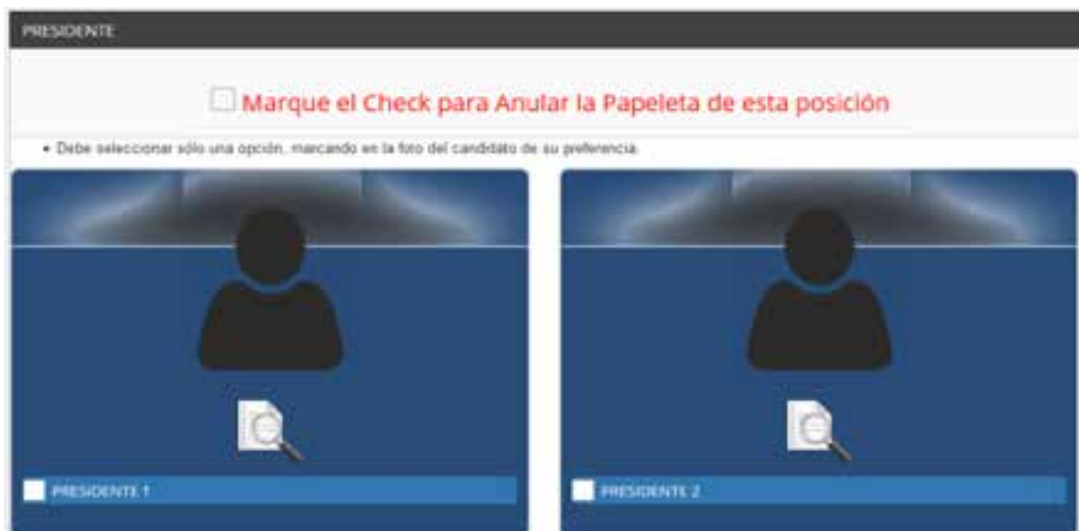 PRESIDENTE
Marque el Check para Anular la Papeleta de esta posición
• Debe seleccionar sólo una opción, marcando en la foto del candidato de su preferencia.
PRESIDENTE 1
PRESIDENTE 2